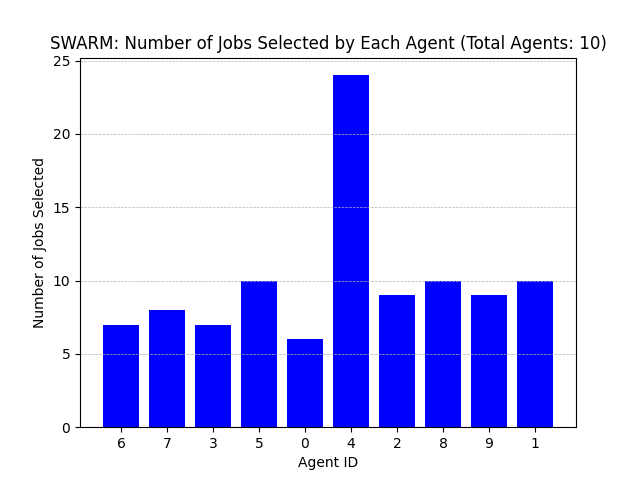 SWARM: Number of Jobs Selected by Each Agent (Total Agents: 10)
Number of Jobs Selected
25
20
15
10
5
0
6 7 3 5 0 4 2 8 9 1
Agent ID